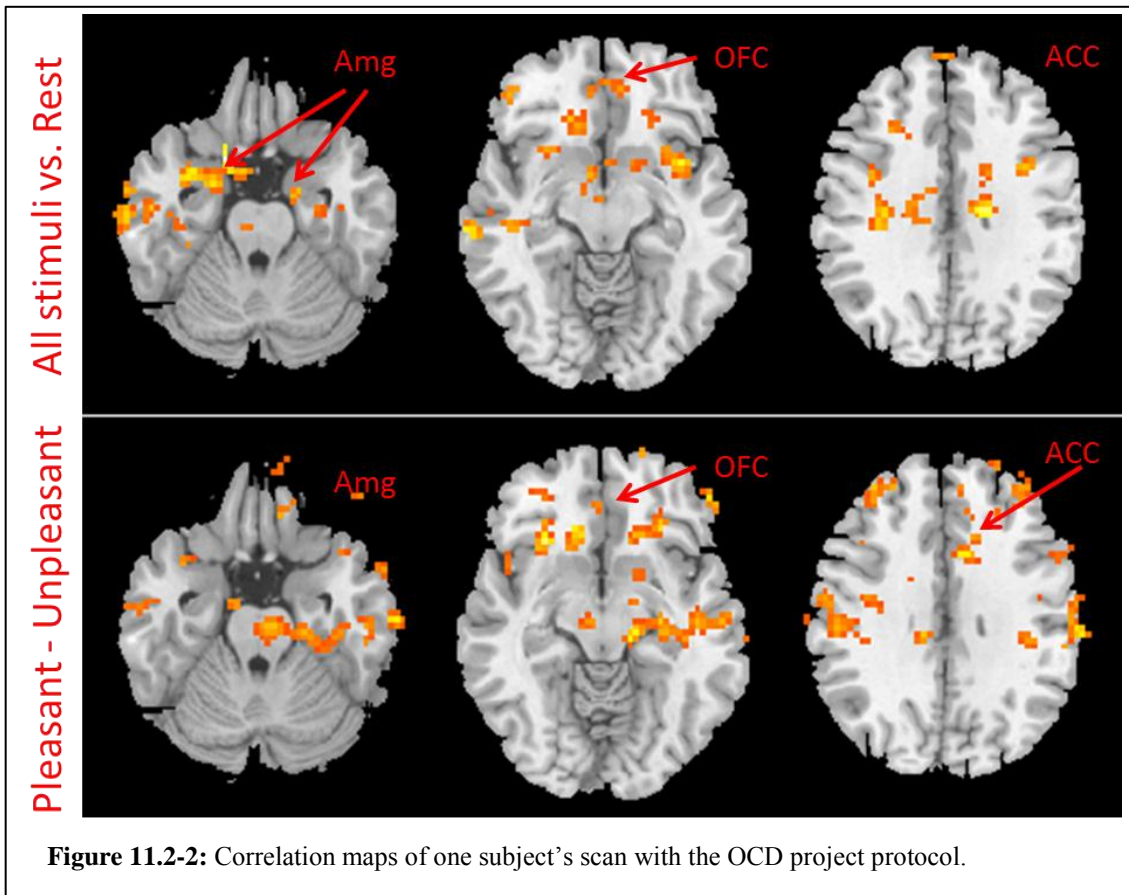 All stimuli vs. Rest
Amg
OFC
ACC
Pleasant - Unpleasant
Amg
OFC
ACC
Figure 11.2-2: Correlation maps of one subject’s scan with the OCD project protocol.